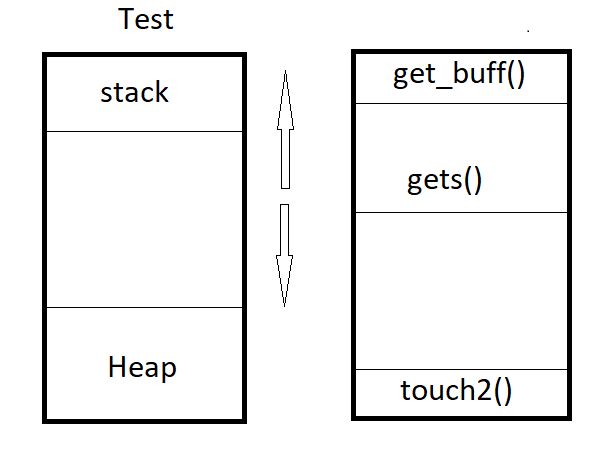 Test
stack
Heap
get_buff()
gets()
touch2()